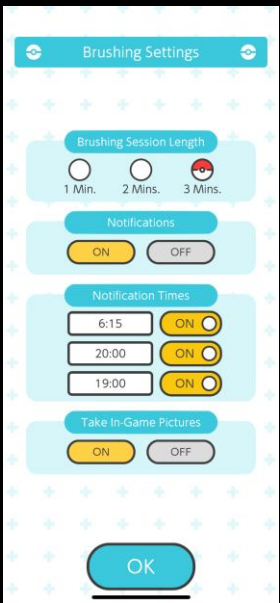 Brushing Settings
Brushing Session Length
1 Min. 2 Mins. 3 Mins.
Notifications
ON OFF
Notification Times
6:15 ON
20:00 ON
19:00 ON
Take In-Game Pictures
ON OFF
OK